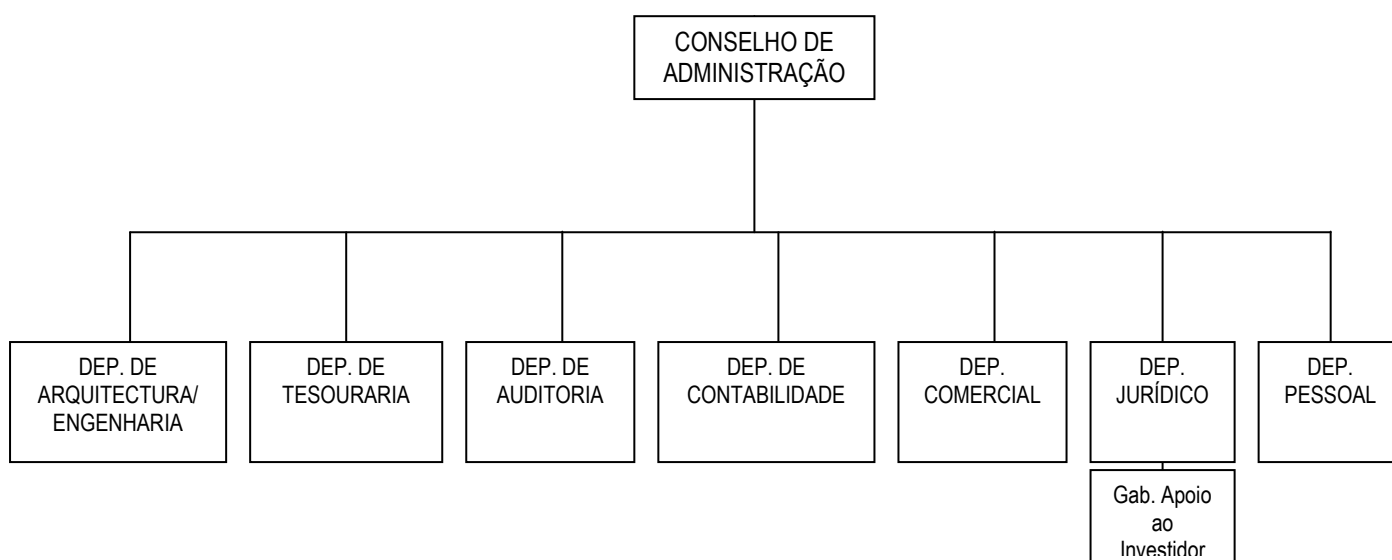 CONSELHO DE
ADMINISTRAÇÃO
DEP. DE
ARQUITECTURA/
ENGENHARIA
DEP. DE
TESOURARIA
DEP. DE
AUDITORIA
DEP. DE
CONTABILIDADE
DEP.
COMERCIAL
DEP.
JURÍDICO
DEP.
PESSOAL
Gab. Apoio
ao
Investidor